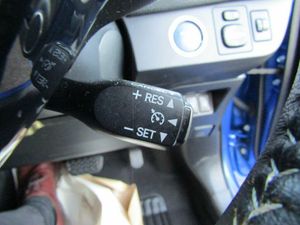 + RES
− SET